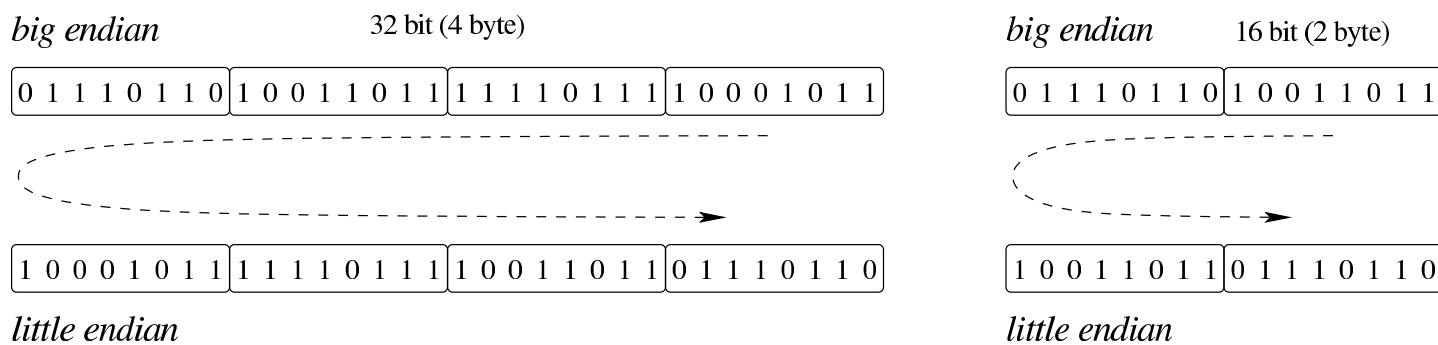 big endian 32 bit (4 byte)
0 1 1 1 0 1 1 0 1 0 0 1 1 0 1 1 1 1 1 1 0 1 1 1 1 0 0 0 1 0 1 1
1 0 0 0 1 0 1 1 1 1 1 1 0 1 1 1 1 0 0 1 1 0 1 1 0 1 1 1 0 1 1 0
little endian
big endian 16 bit (2 byte)
0 1 1 1 0 1 1 0 1 0 0 1 1 0 1 1
1 0 0 1 1 0 1 1 0 1 1 1 0 1 1 0
little endian